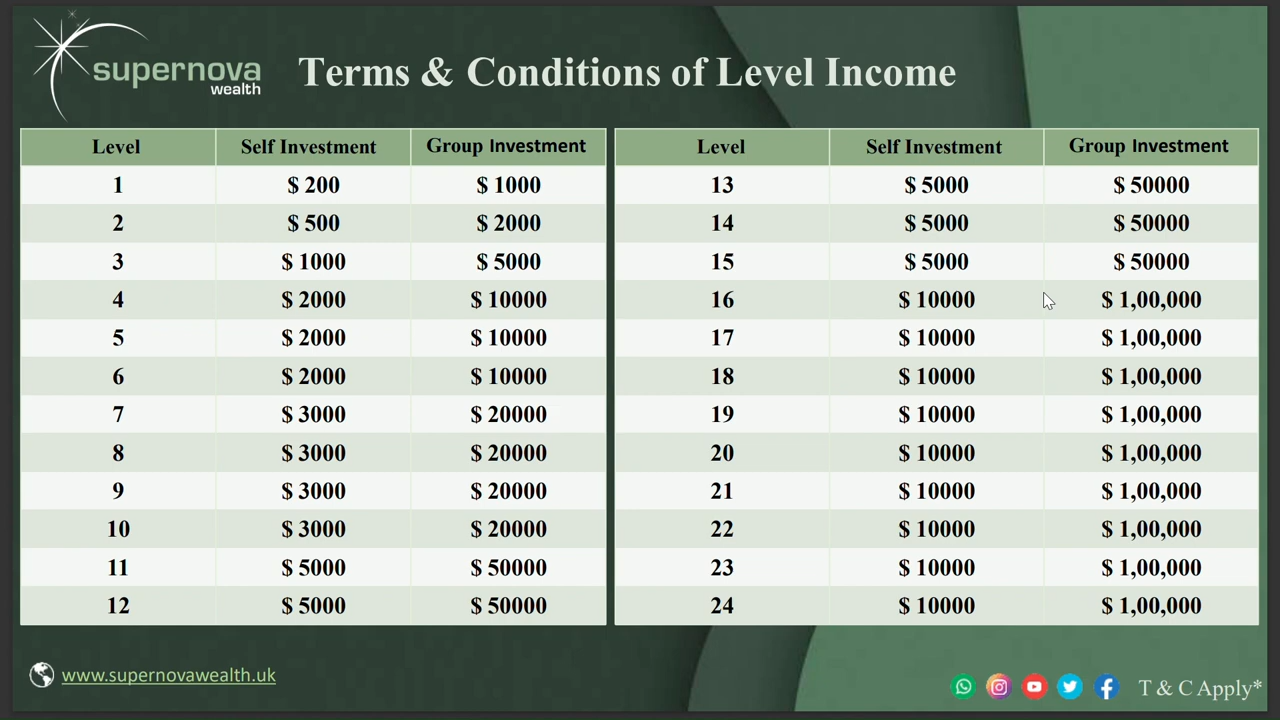 supernova
wealth
Terms & Conditions of Level Income
Level Self Investment Group Investment
1 $ 200 $ 1000
2 $ 500 $ 2000
3 $ 1000 $ 5000
4 $ 2000 $ 10000
5 $ 2000 $ 10000
6 $ 2000 $ 10000
7 $ 3000 $ 20000
8 $ 3000 $ 20000
9 $ 3000 $ 20000
10 $ 3000 $ 20000
11 $ 5000 $ 50000
12 $ 5000 $ 50000
Level Self Investment Group Investment
13 $ 5000 $ 50000
14 $ 5000 $ 50000
15 $ 5000 $ 50000
16 $ 10000 $ 1,00,000
17 $ 10000 $ 1,00,000
18 $ 10000 $ 1,00,000
19 $ 10000 $ 1,00,000
20 $ 10000 $ 1,00,000
21 $ 10000 $ 1,00,000
22 $ 10000 $ 1,00,000
23 $ 10000 $ 1,00,000
24 $ 10000 $ 1,00,000
www.supernovawealth.uk
T & C Apply*